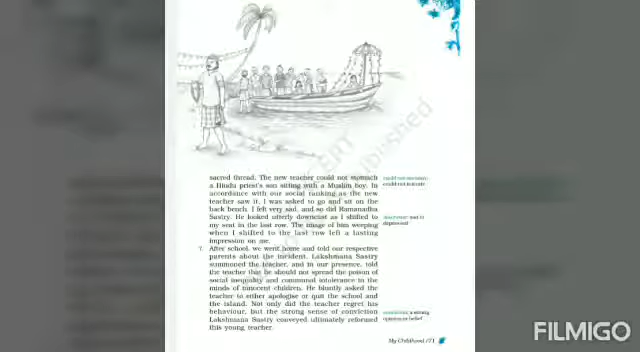 sacred thread. The new teacher could not stomach
a Hindu priest's son sitting with a Muslim boy. In
accordance with our social ranking as the new
teacher saw it, I was asked to go and sit on the
back bench. I felt very sad, and so did Ramanadha
Sastry. He looked utterly downcast as I shifted to
my seat in the last row. The image of him weeping
when I shifted to the last row left a lasting
impression on me.
could not stomach:
could not tolerate
downcast: sad or
depressed
7. After school, we went home and told our respective
parents about the incident. Lakshmana Sastry
summoned the teacher, and in our presence, told
the teacher that he should not spread the poison of
social inequality and communal intolerance in the
minds of innocent children. He bluntly asked the
teacher to either apologise or quit the school and
the island. Not only did the teacher regret his
behaviour, but the strong sense of conviction
Lakshmana Sastry conveyed ultimately reformed
this young teacher.
conviction: a strong
opinion or belief
My Childhood /71
published
FILMIGO